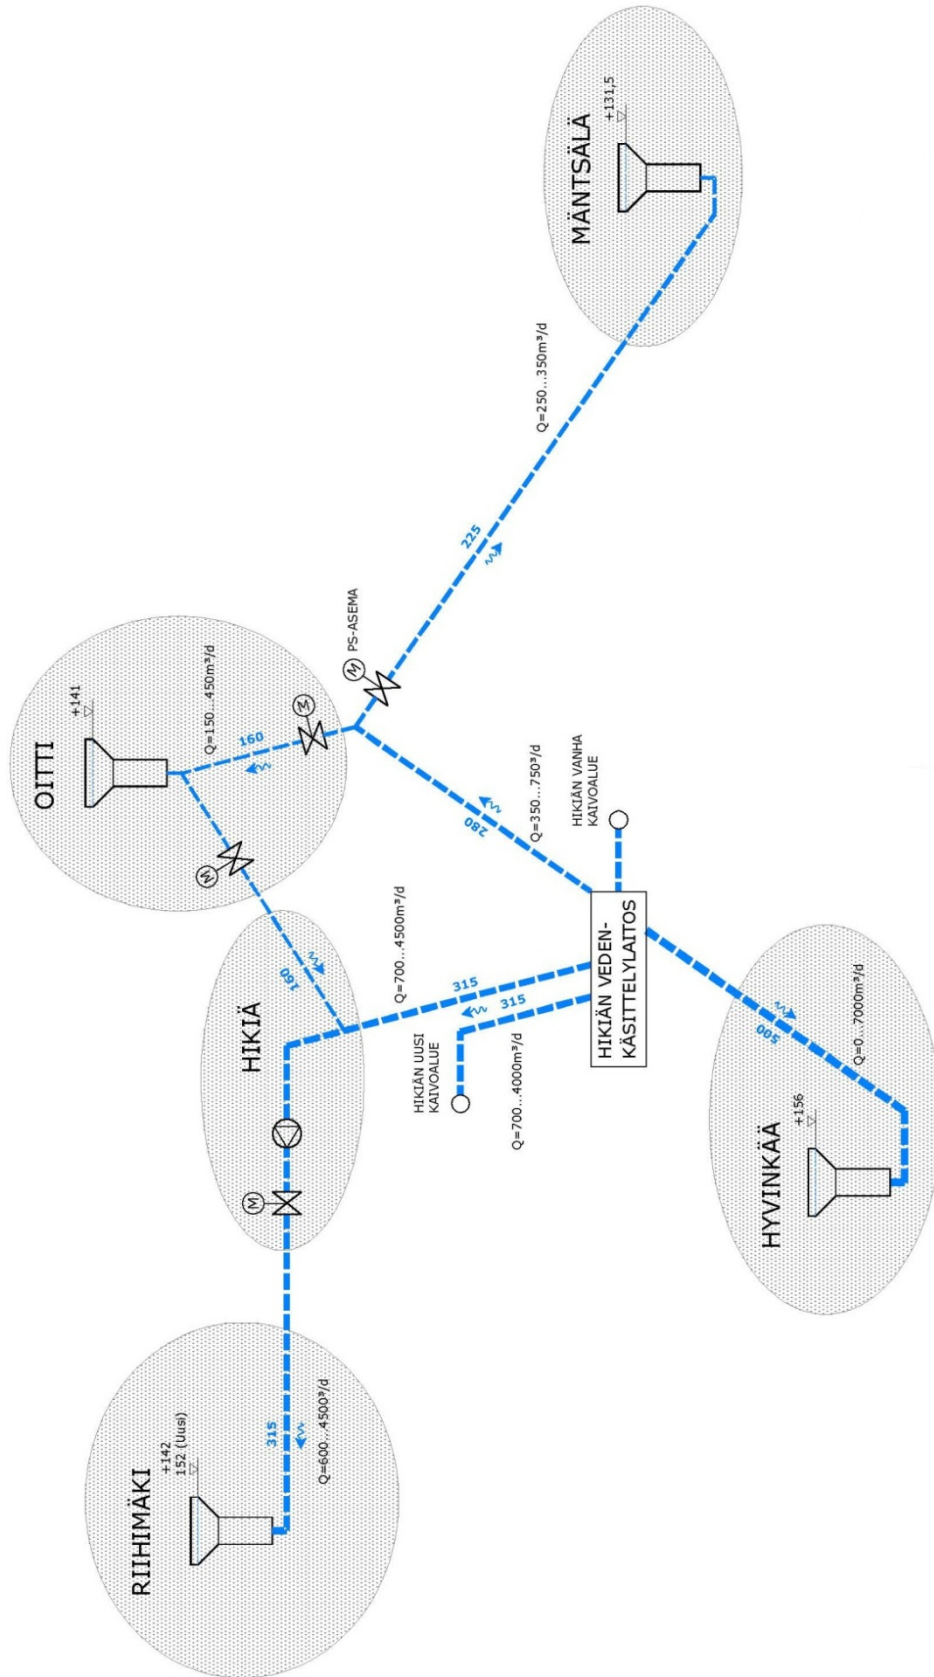 RIIHIMÄKI
+142
152 (Uusi)
315
Q=600...4500³/d
HIKIÄ
M
OITTI
+141
Q=150...450m³/d
160
M
M
160
PS-ASEMA
M
MÄNTSÄLÄ
+131,5
Q=250...350m³/d
225
Q=700...4500m³/d
315
315
HIKIÄN UUSI
KAIVOALUE
Q=700...4000m³/d
280
Q=350...750³/d
HIKIÄN VANHA
KAIVOALUE
HIKIÄN VEDEN-
KÄSITTELYLAITOS
HYVINKÄÄ
+156
500
Q=0...7000m³/d